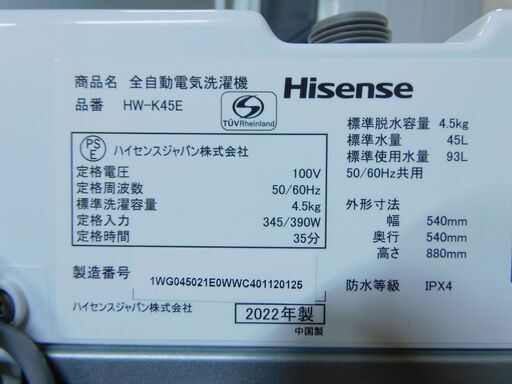 商品名 全自動電気洗濯機
品番 HW-K45E
TÜVRheinland
Hisense
PS
E
ハイセンスジャパン株式会社
定格電圧 100V
定格周波数 50/60Hz
標準洗濯容量 4.5kg
定格入力 345/390W
定格時間 35分
標準脱水容量 4.5kg
標準水量 45L
標準使用水量 93L
50/60Hz共用
外形寸法
幅 540mm
奥行 540mm
高さ 880mm
防水等級 IPX4
製造番号 1WG045021E0WWC401120125
ハイセンスジャパン株式会社
2022年製
中国製